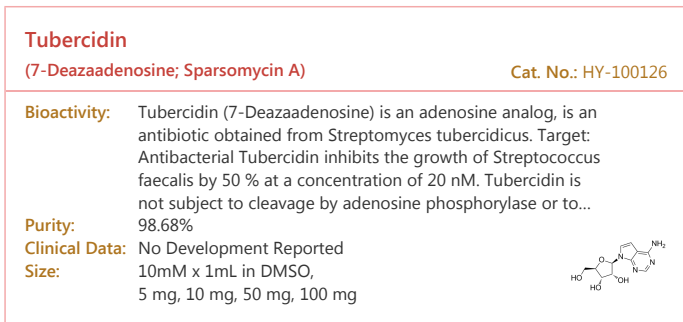 Tubercidin
(7-Deazaadenosine; Sparsomycin A) Cat. No.: HY-100126
Bioactivity: Tubercidin (7-Deazaadenosine) is an adenosine analog, is an
antibiotic obtained from Streptomyces tubercidicus. Target:
Antibacterial Tubercidin inhibits the growth of Streptococcus
faecalis by 50 % at a concentration of 20 nM. Tubercidin is
not subject to cleavage by adenosine phosphorylase or to...
Purity: 98.68%
Clinical Data: No Development Reported
Size: 10mM x 1mL in DMSO,
5 mg, 10 mg, 50 mg, 100 mg
NH₂
O N N
HO N
HO OH